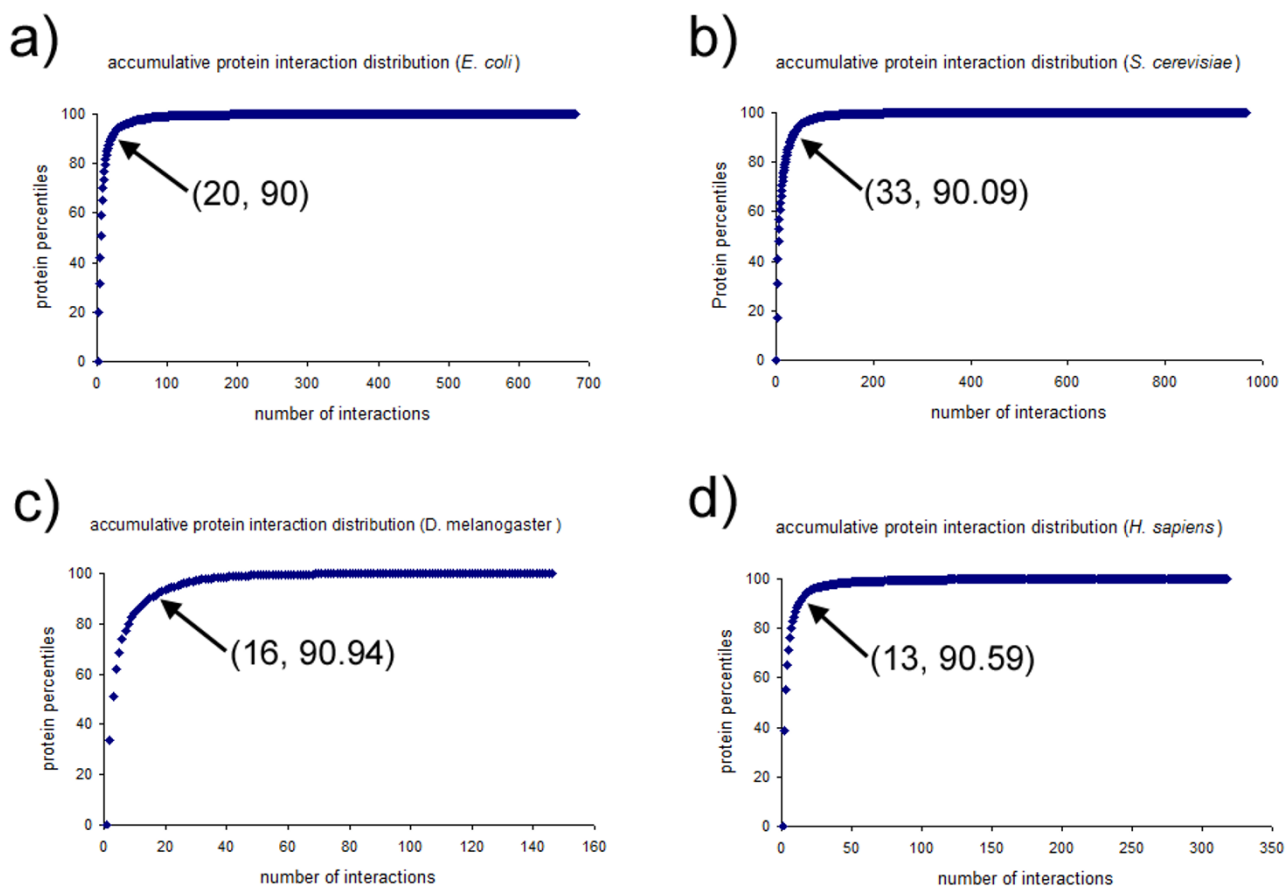 a)
accumulative protein interaction distribution (E. coli)
100
80
60
40
20
0
protein percentiles
(20, 90)
0 100 200 300 400 500 600 700
number of interactions
b)
accumulative protein interaction distribution (S. cerevisiae)
100
80
60
40
20
0
Protein percentiles
(33, 90.09)
0 200 400 600 800 1000
number of interactions
c)
accumulative protein interaction distribution (D. melanogaster)
100
80
60
40
20
0
protein percentiles
(16, 90.94)
0 20 40 60 80 100 120 140 160
number of interactions
d)
accumulative protein interaction distribution (H. sapiens)
100
80
60
40
20
0
protein percentiles
(13, 90.59)
0 50 100 150 200 250 300 350
number of interactions